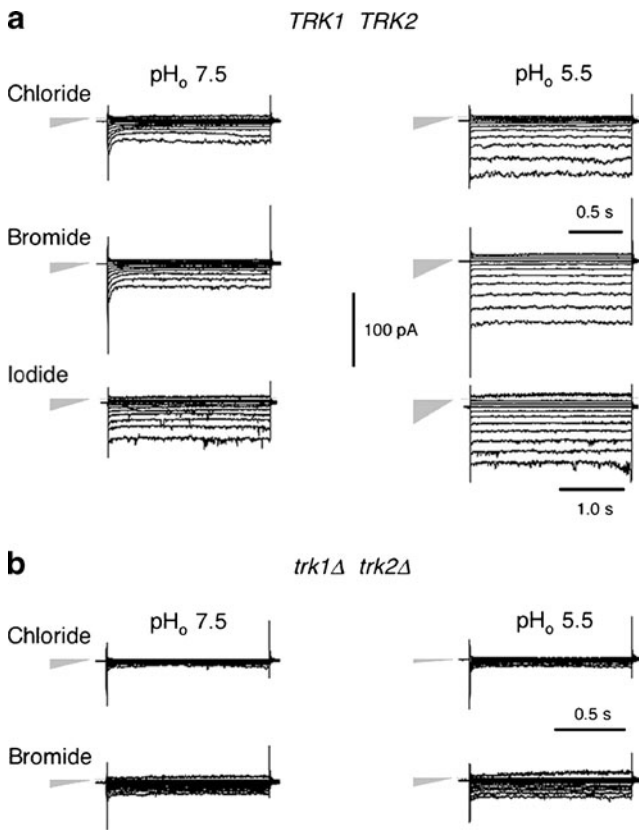 a
TRK1 TRK2
pHo 7.5
pHo 5.5
Chloride
0.5 s
Bromide
100 pA
Iodide
1.0 s
b
trk1Δ trk2Δ
pHo 7.5
pHo 5.5
Chloride
0.5 s
Bromide